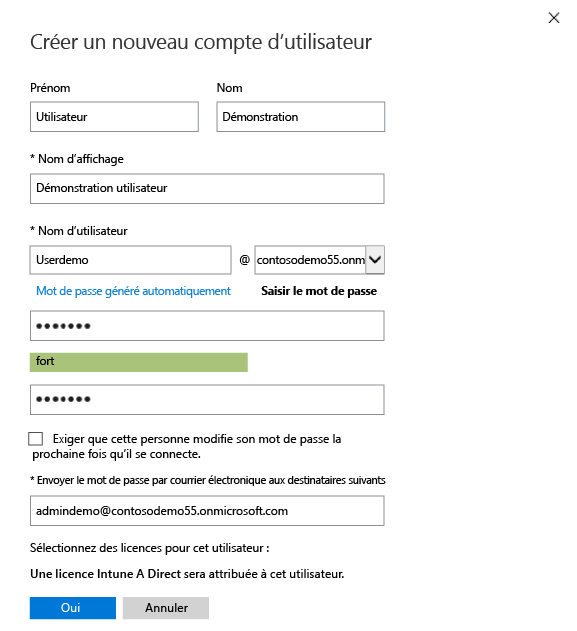 Créer un nouveau compte d’utilisateur
Prénom
Nom
Utilisateur
Démonstration
* Nom d’affichage
Démonstration utilisateur
* Nom d’utilisateur
Userdemo
@
contosodemo55.onm
Mot de passe généré automatiquement
Saisir le mot de passe
●●●●●●●
fort
●●●●●●●
Exiger que cette personne modifie son mot de passe la
prochaine fois qu’il se connecte.
* Envoyer le mot de passe par courrier électronique aux destinataires suivants
admindemo@contosodemo55.onmicrosoft.com
Sélectionnez des licences pour cet utilisateur :
Une licence Intune A Direct sera attribuée à cet utilisateur.
Oui
Annuler